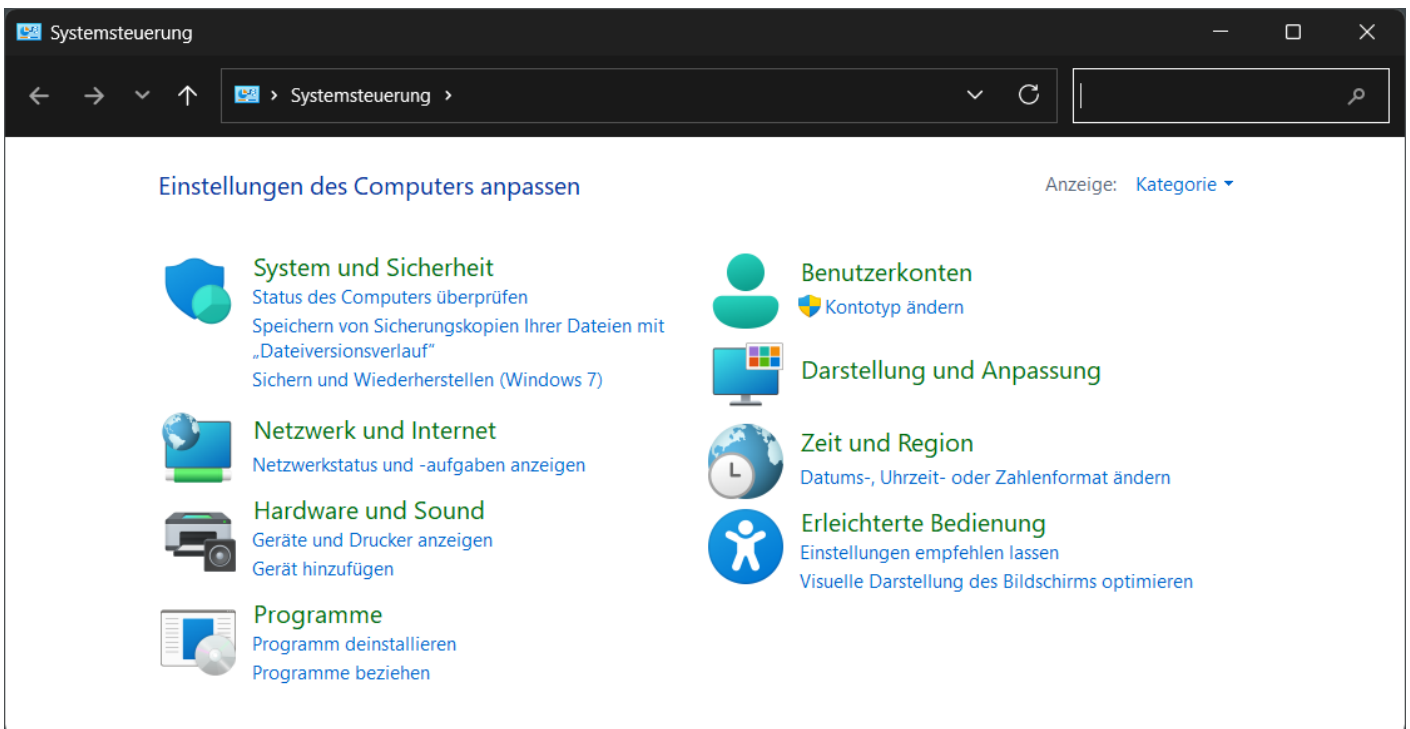 Systemsteuerung
Systemsteuerung
Einstellungen des Computers anpassen
Anzeige: Kategorie
System und Sicherheit
Status des Computers überprüfen
Speichern von Sicherungskopien Ihrer Dateien mit
„Dateiversionsverlauf“
Sichern und Wiederherstellen (Windows 7)
Netzwerk und Internet
Netzwerkstatus und -aufgaben anzeigen
Hardware und Sound
Geräte und Drucker anzeigen
Gerät hinzufügen
Programme
Programm deinstallieren
Programme beziehen
Benutzerkonten
Kontotyp ändern
Darstellung und Anpassung
Zeit und Region
Datums-, Uhrzeit- oder Zahlenformat ändern
Erleichterte Bedienung
Einstellungen empfehlen lassen
Visuelle Darstellung des Bildschirms optimieren